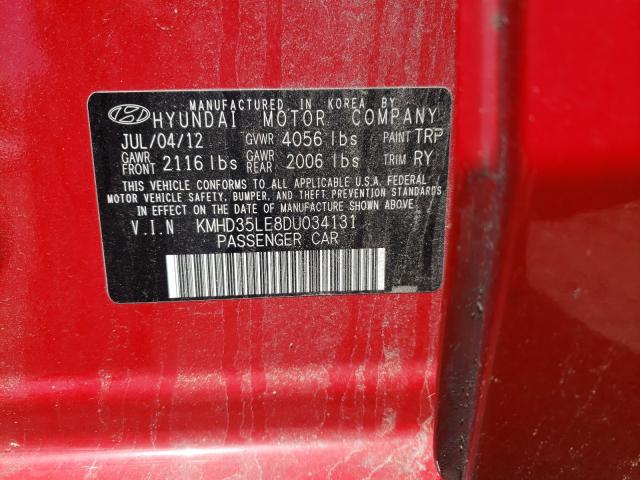 MANUFACTURED IN KOREA BY
HYUNDAI MOTOR COMPANY
JUL/04/12 GVWR 4056 lbs PAINT TRP
GAWR FRONT 2116 lbs GAWR REAR 2006 lbs TRIM RY
THIS VEHICLE CONFORMS TO ALL APPLICABLE U.S.A. FEDERAL
MOTOR VEHICLE SAFETY, BUMPER, AND THEFT PREVENTION STANDARDS
IN EFFECT ON THE DATE OF MANUFACTURE SHOWN ABOVE.
V.I.N KMHD35LE8DU034131
PASSENGER CAR